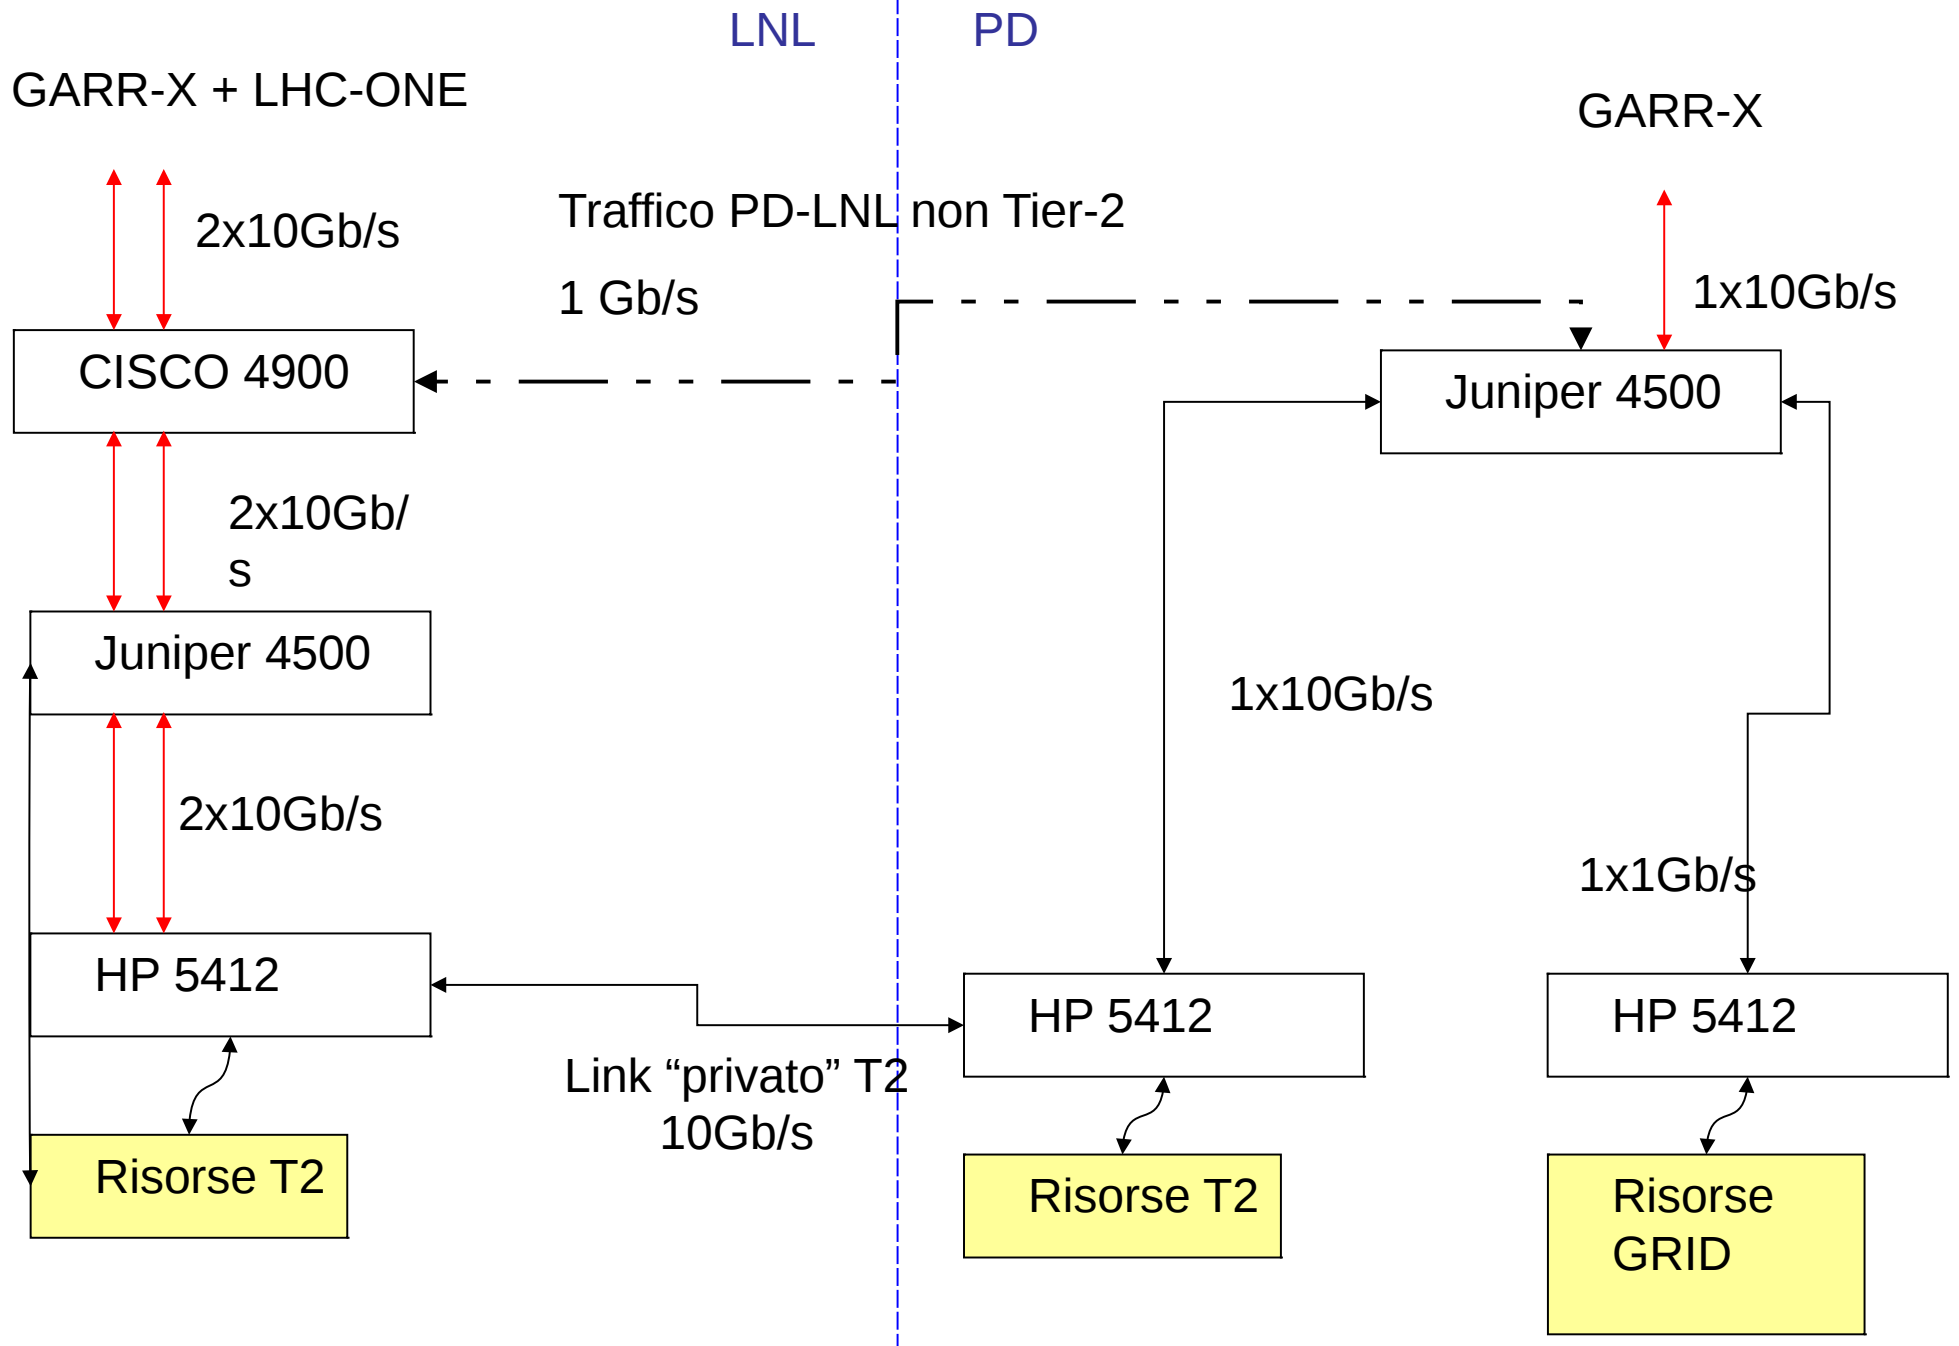 LNL
PD
GARR-X + LHC-ONE
GARR-X
2x10Gb/s
Traffico PD-LNL non Tier-2
1 Gb/s
1x10Gb/s
CISCO 4900
Juniper 4500
2x10Gb/
s
Juniper 4500
1x10Gb/s
2x10Gb/s
1x1Gb/s
HP 5412
HP 5412
HP 5412
Link “privato” T2
10Gb/s
Risorse T2
Risorse T2
Risorse
GRID